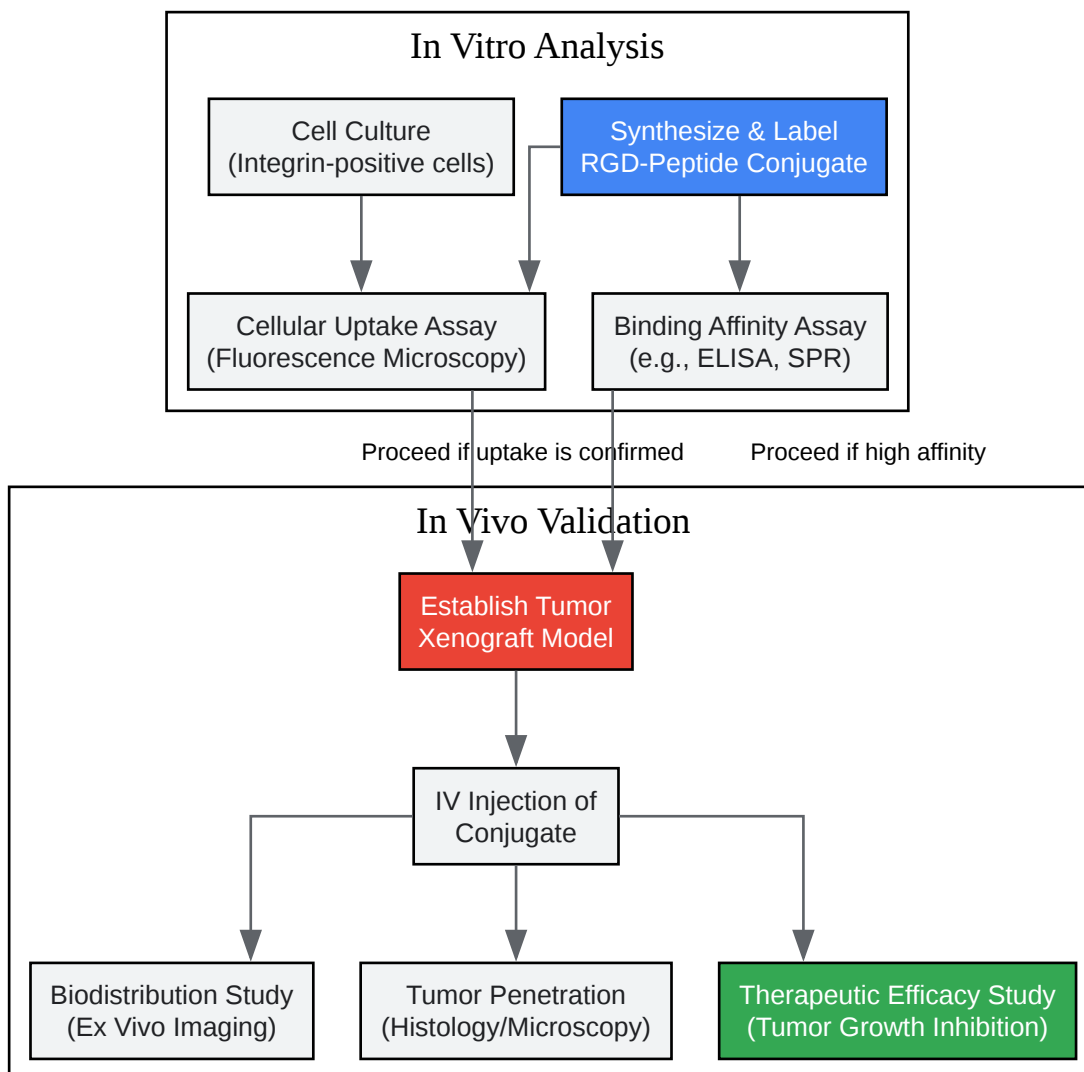 In Vitro Analysis
Cell Culture
(Integrin-positive cells)
Synthesize & Label
RGD-Peptide Conjugate
Cellular Uptake Assay
(Fluorescence Microscopy)
Binding Affinity Assay
(e.g., ELISA, SPR)
Proceed if uptake is confirmed
Proceed if high affinity
In Vivo Validation
Establish Tumor
Xenograft Model
IV Injection of
Conjugate
Biodistribution Study
(Ex Vivo Imaging)
Tumor Penetration
(Histology/Microscopy)
Therapeutic Efficacy Study
(Tumor Growth Inhibition)